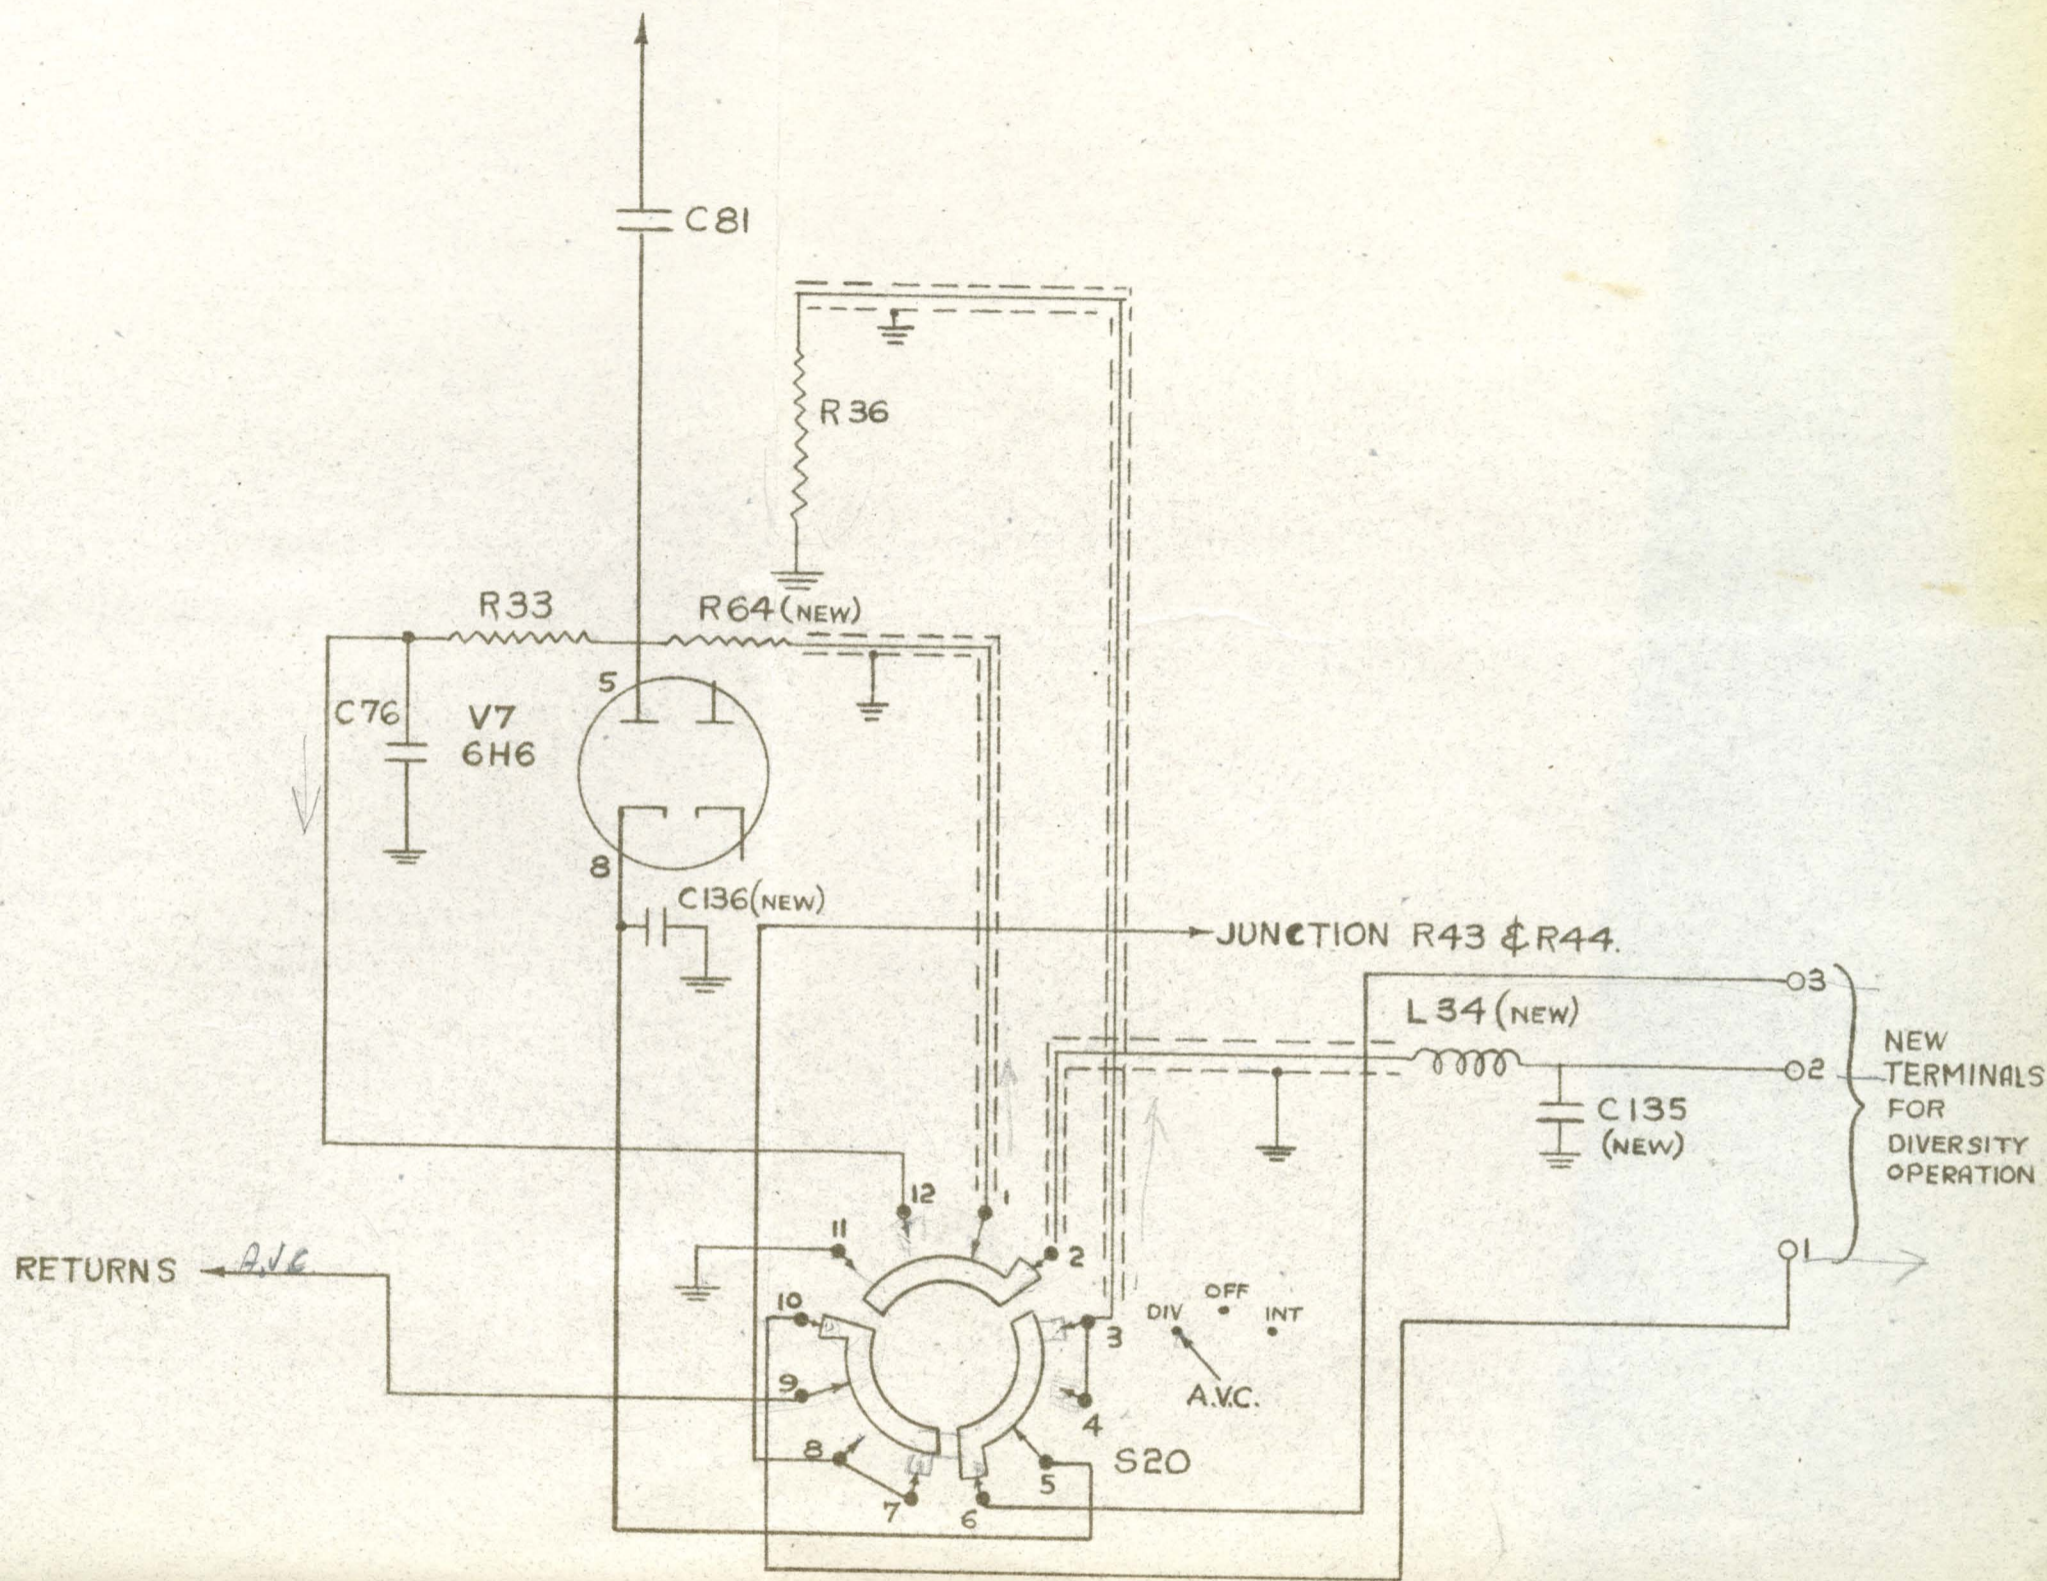 C81
R36
R33
R64 (NEW)
5
C76
V7
6H6
8
C136 (NEW)
JUNCTION R43 & R44.
3
L34 (NEW)
2
C135
(NEW)
NEW
TERMINALS
FOR
DIVERSITY
OPERATION
1
12
1
11
2
RETURNS
A.V.C
10
3
DIV
OFF
INT
9
A.V.C.
4
8
S20
5
7
6